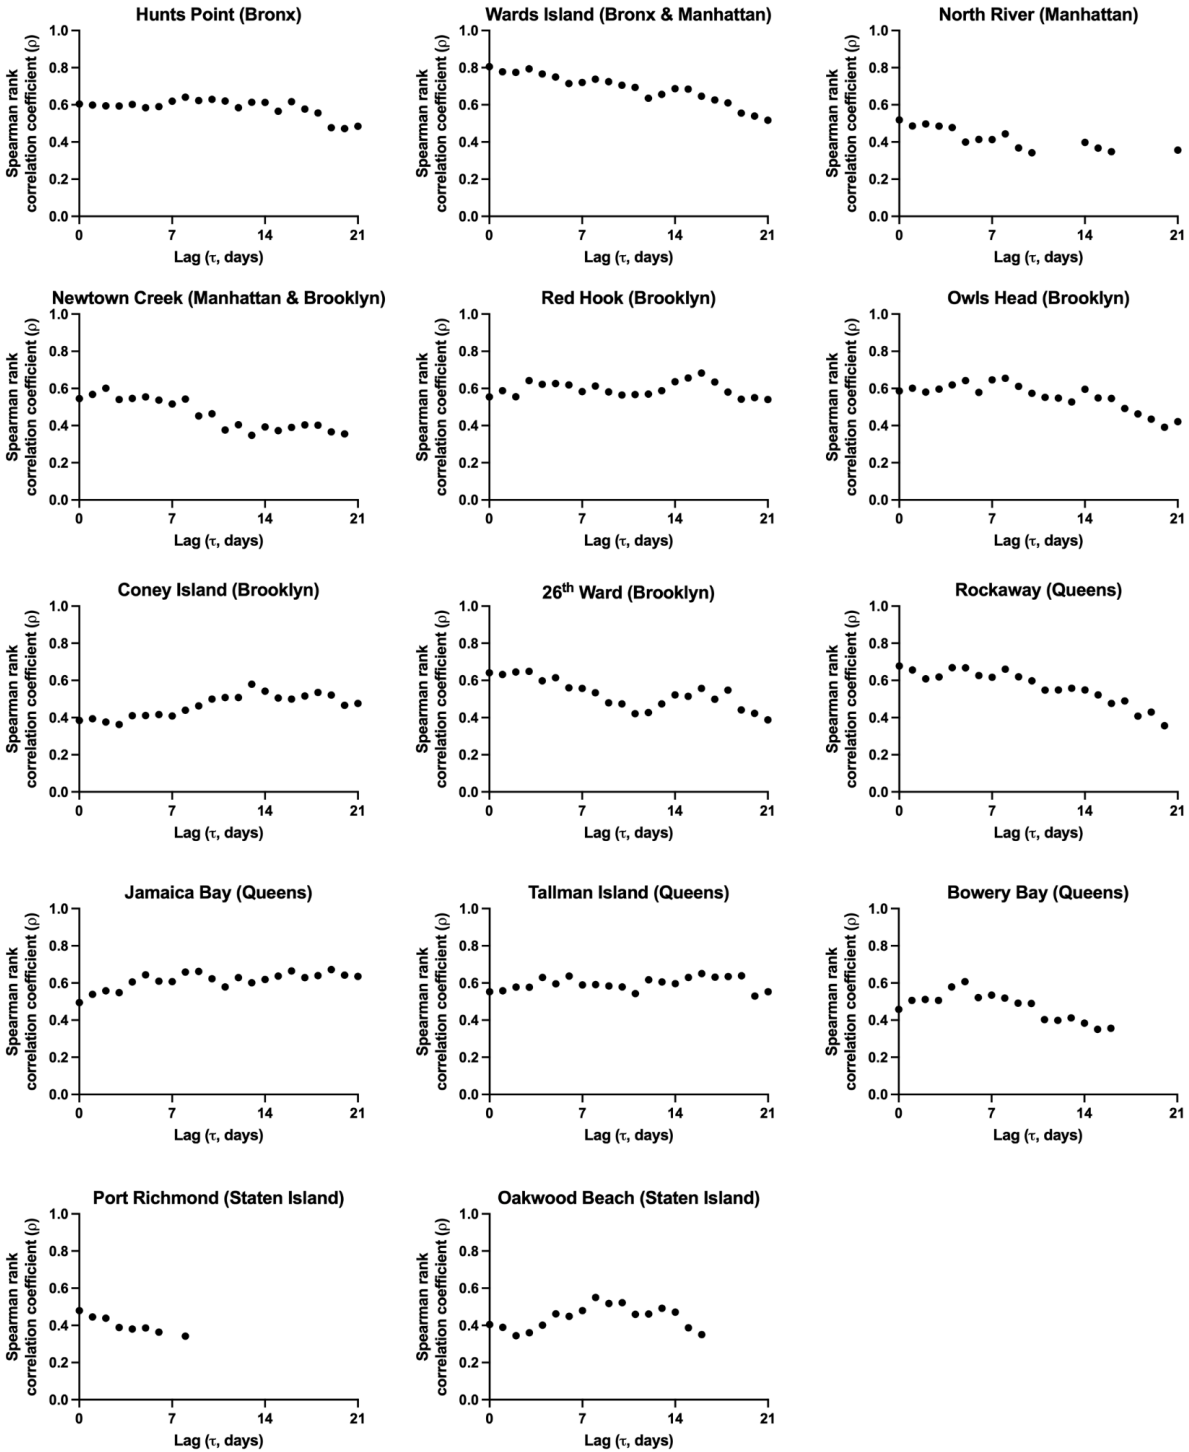 Hunts Point (Bronx)
Spearman rank
correlation coefficient (ρ)
1.0
0.8
0.6
0.4
0.2
0.0
0 7 14 21
Lag (τ, days)
Wards Island (Bronx & Manhattan)
Spearman rank
correlation coefficient (ρ)
1.0
0.8
0.6
0.4
0.2
0.0
0 7 14 21
Lag (τ, days)
North River (Manhattan)
Spearman rank
correlation coefficient (ρ)
1.0
0.8
0.6
0.4
0.2
0.0
0 7 14 21
Lag (τ, days)
Newtown Creek (Manhattan & Brooklyn)
Spearman rank
correlation coefficient (ρ)
1.0
0.8
0.6
0.4
0.2
0.0
0 7 14 21
Lag (τ, days)
Red Hook (Brooklyn)
Spearman rank
correlation coefficient (ρ)
1.0
0.8
0.6
0.4
0.2
0.0
0 7 14 21
Lag (τ, days)
Owls Head (Brooklyn)
Spearman rank
correlation coefficient (ρ)
1.0
0.8
0.6
0.4
0.2
0.0
0 7 14 21
Lag (τ, days)
Coney Island (Brooklyn)
Spearman rank
correlation coefficient (ρ)
1.0
0.8
0.6
0.4
0.2
0.0
0 7 14 21
Lag (τ, days)
26th Ward (Brooklyn)
Spearman rank
correlation coefficient (ρ)
1.0
0.8
0.6
0.4
0.2
0.0
0 7 14 21
Lag (τ, days)
Rockaway (Queens)
Spearman rank
correlation coefficient (ρ)
1.0
0.8
0.6
0.4
0.2
0.0
0 7 14 21
Lag (τ, days)
Jamaica Bay (Queens)
Spearman rank
correlation coefficient (ρ)
1.0
0.8
0.6
0.4
0.2
0.0
0 7 14 21
Lag (τ, days)
Tallman Island (Queens)
Spearman rank
correlation coefficient (ρ)
1.0
0.8
0.6
0.4
0.2
0.0
0 7 14 21
Lag (τ, days)
Bowery Bay (Queens)
Spearman rank
correlation coefficient (ρ)
1.0
0.8
0.6
0.4
0.2
0.0
0 7 14 21
Lag (τ, days)
Port Richmond (Staten Island)
Spearman rank
correlation coefficient (ρ)
1.0
0.8
0.6
0.4
0.2
0.0
0 7 14 21
Lag (τ, days)
Oakwood Beach (Staten Island)
Spearman rank
correlation coefficient (ρ)
1.0
0.8
0.6
0.4
0.2
0.0
0 7 14 21
Lag (τ, days)